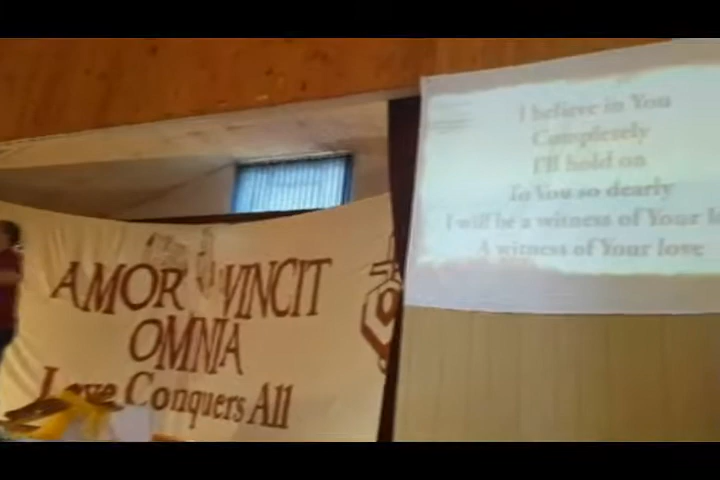 AMOR VINCIT
OMNIA
Love Conquers All
I believe in You
Completely
I'll hold on
To You so dearly
I will be a witness of Your
A witness of Your love